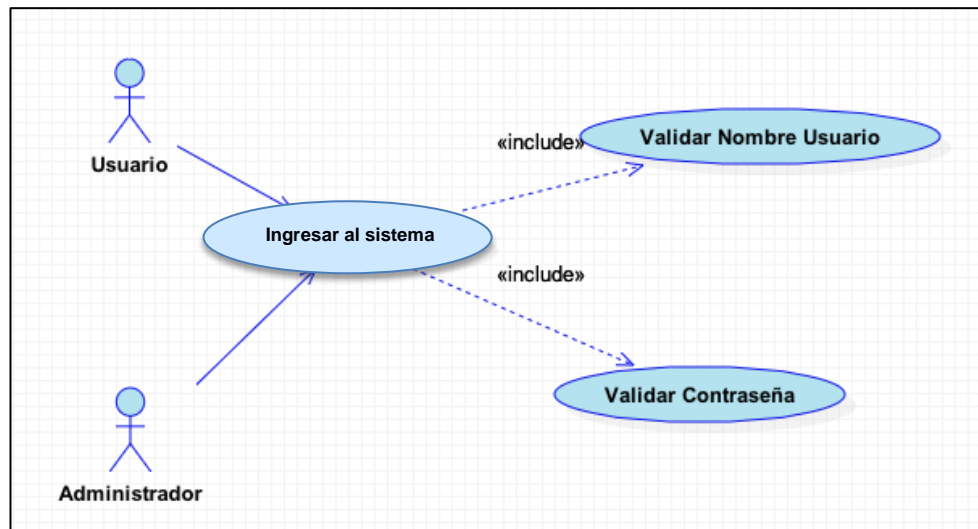 Usuario
«include»
Validar Nombre Usuario
Ingresar al sistema
«include»
Validar Contraseña
Administrador